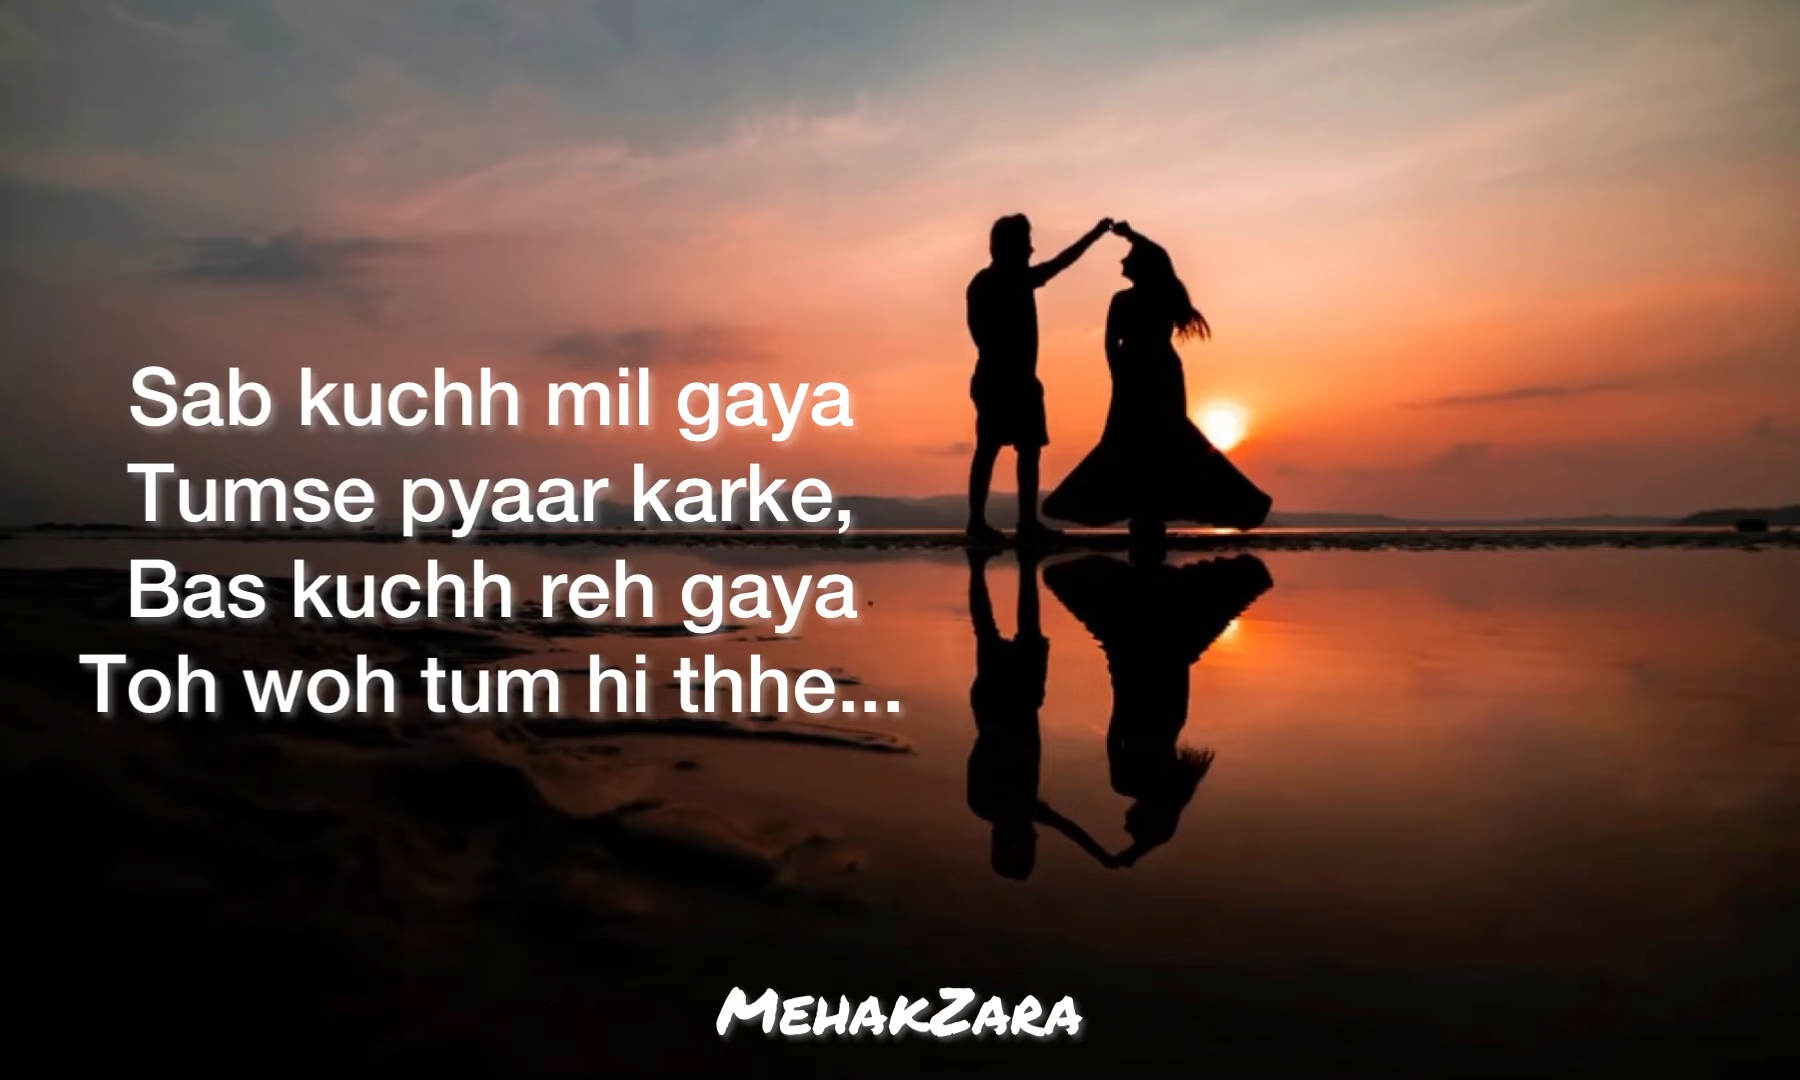 Sab kuchh mil gaya
Tumse pyaar karke,
Bas kuchh reh gaya
Toh woh tum hi thhe...
MehakZara